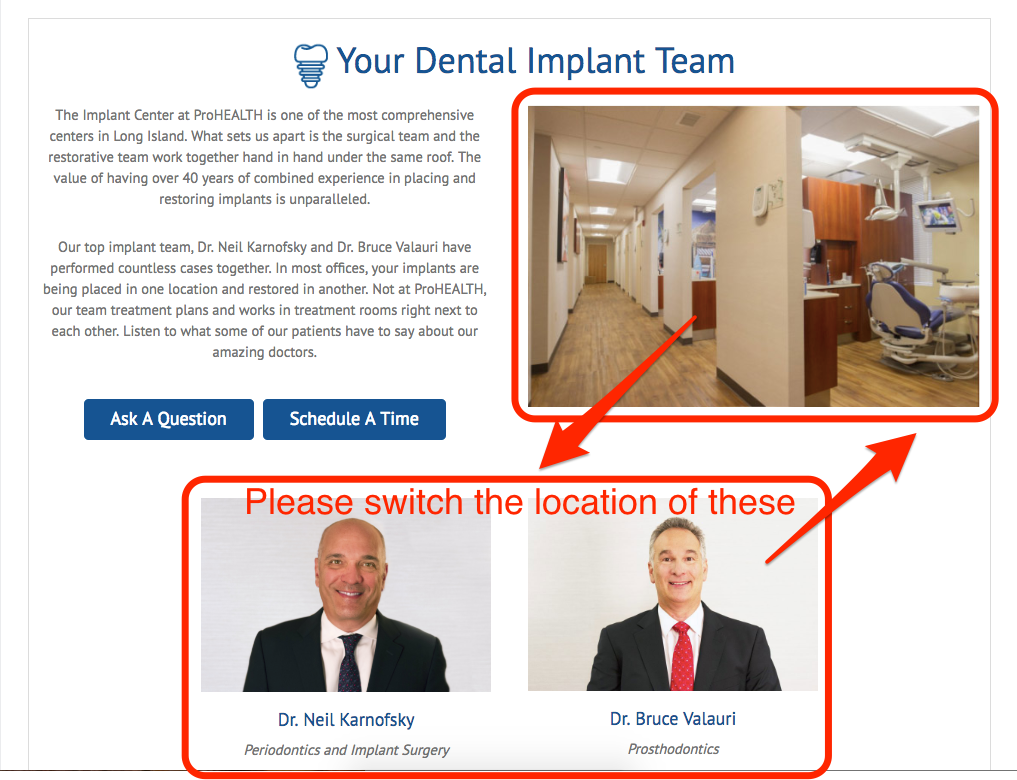 Your Dental Implant Team
The Implant Center at ProHEALTH is one of the most comprehensive
centers in Long Island. What sets us apart is the surgical team and the
restorative team work together hand in hand under the same roof. The
value of having over 40 years of combined experience in placing and
restoring implants is unparalleled.
Our top implant team, Dr. Neil Karnofsky and Dr. Bruce Valauri have
performed countless cases together. In most offices, your implants are
being placed in one location and restored in another. Not at ProHEALTH,
our team treatment plans and works in treatment rooms right next to
each other. Listen to what some of our patients have to say about our
amazing doctors.
Ask A Question
Schedule A Time
Please switch the location of these
Dr. Neil Karnofsky
Periodontics and Implant Surgery
Dr. Bruce Valauri
Prosthodontics